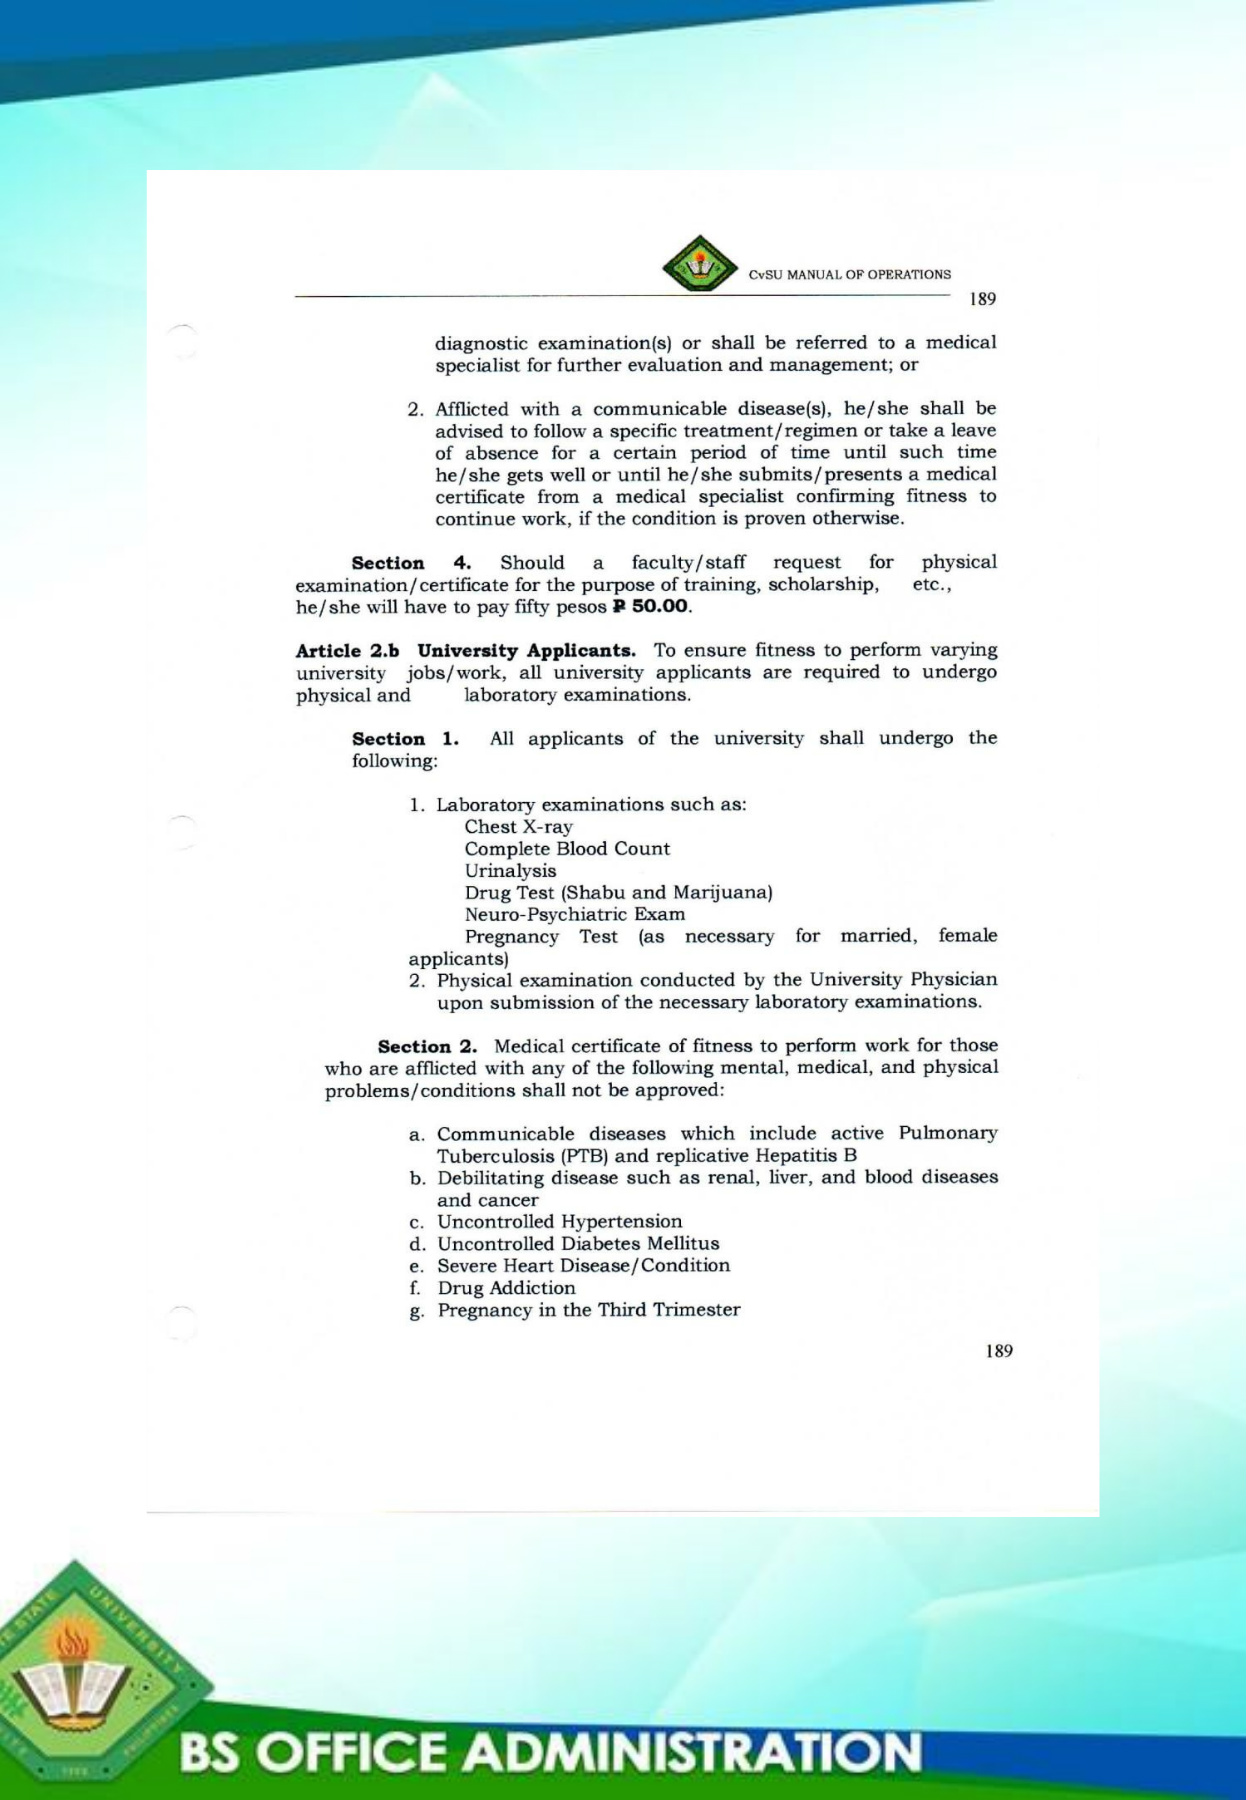 CvSU MANUAL OF OPERATIONS
189
diagnostic examination(s) or shall be referred to a medical
specialist for further evaluation and management; or
2. Afflicted with a communicable disease(s), he/she shall be
advised to follow a specific treatment/regimen or take a leave
of absence for a certain period of time until such time
he/she gets well or until he/she submits/presents a medical
certificate from a medical specialist confirming fitness to
continue work, if the condition is proven otherwise.
Section 4. Should a faculty/staff request for physical
examination/certificate for the purpose of training, scholarship, etc.,
he/she will have to pay fifty pesos ₱ 50.00.
Article 2.b University Applicants. To ensure fitness to perform varying
university jobs/work, all university applicants are required to undergo
physical and laboratory examinations.
Section 1. All applicants of the university shall undergo the
following:
1. Laboratory examinations such as:
Chest X-ray
Complete Blood Count
Urinalysis
Drug Test (Shabu and Marijuana)
Neuro-Psychiatric Exam
Pregnancy Test (as necessary for married, female
applicants)
2. Physical examination conducted by the University Physician
upon submission of the necessary laboratory examinations.
Section 2. Medical certificate of fitness to perform work for those
who are afflicted with any of the following mental, medical, and physical
problems/conditions shall not be approved:
a. Communicable diseases which include active Pulmonary
Tuberculosis (PTB) and replicative Hepatitis B
b. Debilitating disease such as renal, liver, and blood diseases
and cancer
c. Uncontrolled Hypertension
d. Uncontrolled Diabetes Mellitus
e. Severe Heart Disease/Condition
f. Drug Addiction
g. Pregnancy in the Third Trimester
189
STATE UNIVERSITY
PHILIPPINES
BS OFFICE ADMINISTRATION